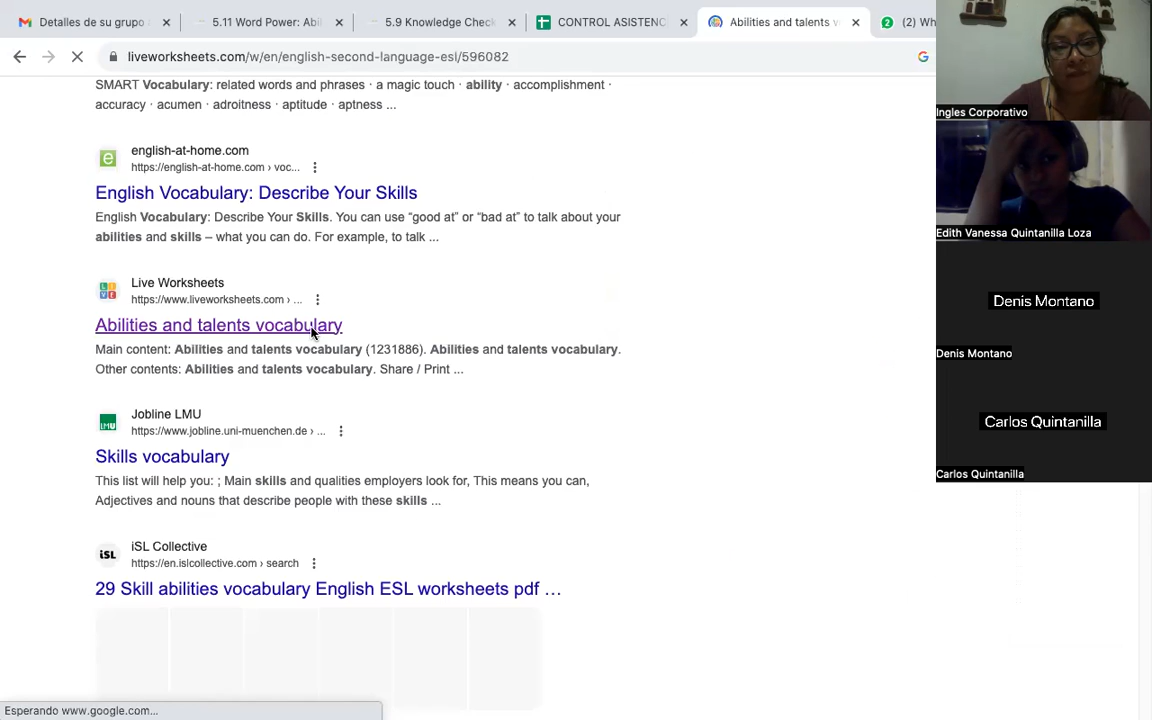 Detalles de su grupo
5.11 Word Power: Abi
5.9 Knowledge Check
CONTROL ASISTENC
Abilities and talents v
(2) Wh
liveworksheets.com/w/en/english-second-language-esl/596082
SMART Vocabulary: related words and phrases · a magic touch · ability · accomplishment ·
accuracy · acumen · adroitness · aptitude · aptness ...
english-at-home.com
https://english-at-home.com › voc...
English Vocabulary: Describe Your Skills
English Vocabulary: Describe Your Skills. You can use “good at” or “bad at” to talk about your
abilities and skills – what you can do. For example, to talk ...
Live Worksheets
https://www.liveworksheets.com › ...
Abilities and talents vocabulary
Main content: Abilities and talents vocabulary (1231886). Abilities and talents vocabulary.
Other contents: Abilities and talents vocabulary. Share / Print ...
Jobline LMU
https://www.jobline.uni-muenchen.de › ...
Skills vocabulary
This list will help you: ; Main skills and qualities employers look for, This means you can,
Adjectives and nouns that describe people with these skills ...
iSL Collective
https://en.islcollective.com › search
29 Skill abilities vocabulary English ESL worksheets pdf ...
Esperando www.google.com...
Ingles Corporativo
Edith Vanessa Quintanilla Loza
Denis Montano
Denis Montano
Carlos Quintanilla
Carlos Quintanilla